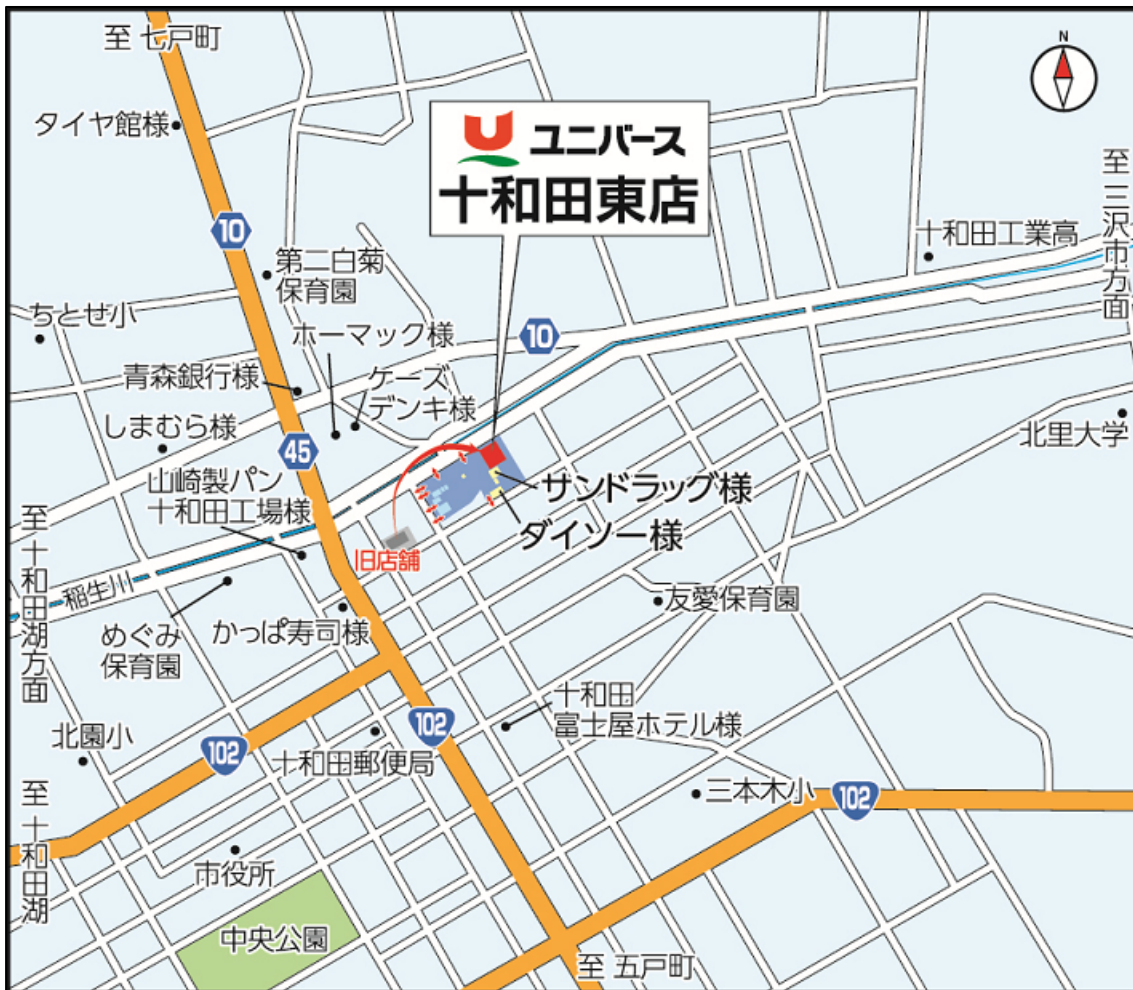 至 七戸町
N
タイヤ館様
ユニバース
十和田東店
至 三沢市方面
10
十和田工業高
第二白菊
保育園
ちとせ小
ホーマック様
10
青森銀行様
ケーズ
デンキ様
しまむら様
北里大学
45
山崎製パン
十和田工場様
サンドラッグ様
ダイソー様
至 十和田湖方面
旧店舗
稲生川
めぐみ
保育園
かっぱ寿司様
友愛保育園
十和田
富士屋ホテル様
北園小
102
102
十和田郵便局
三本木小
102
至 十和田湖
市役所
中央公園
至 五戸町